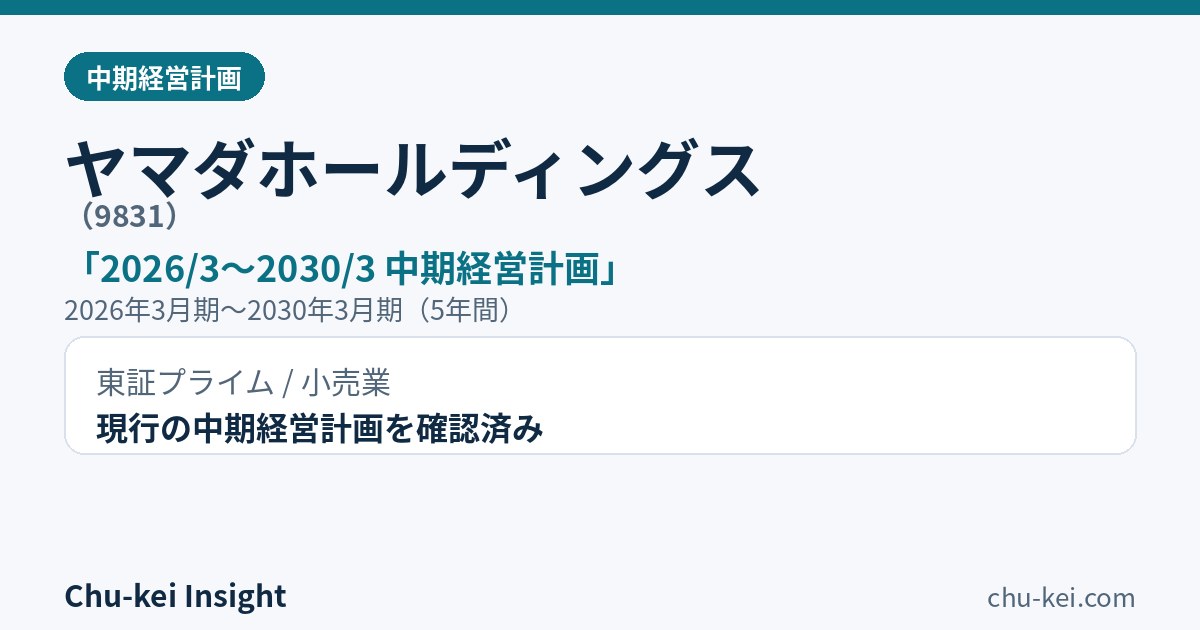 中期経営計画
ヤマダホールディングス
（9831）
「2026/3〜2030/3 中期経営計画」
2026年3月期〜2030年3月期（5年間）
東証プライム / 小売業
現行の中期経営計画を確認済み
Chu-kei Insight
chu-kei.com